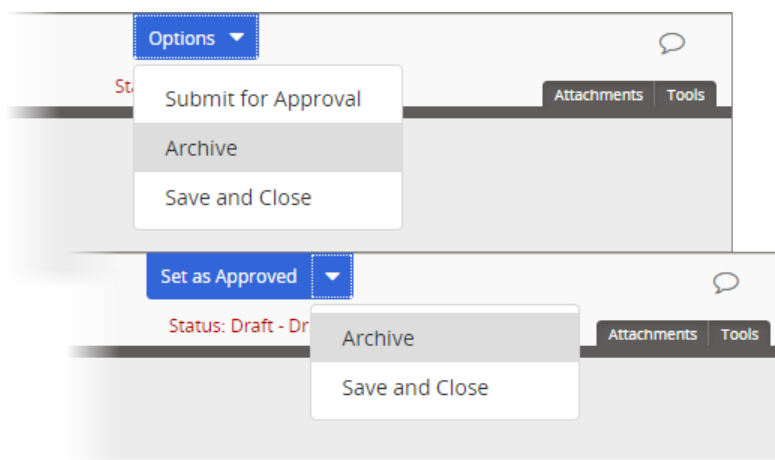 Options
St
Submit for Approval
Attachments Tools
Archive
Save and Close
Set as Approved
Status: Draft - Dr
Archive
Attachments Tools
Save and Close